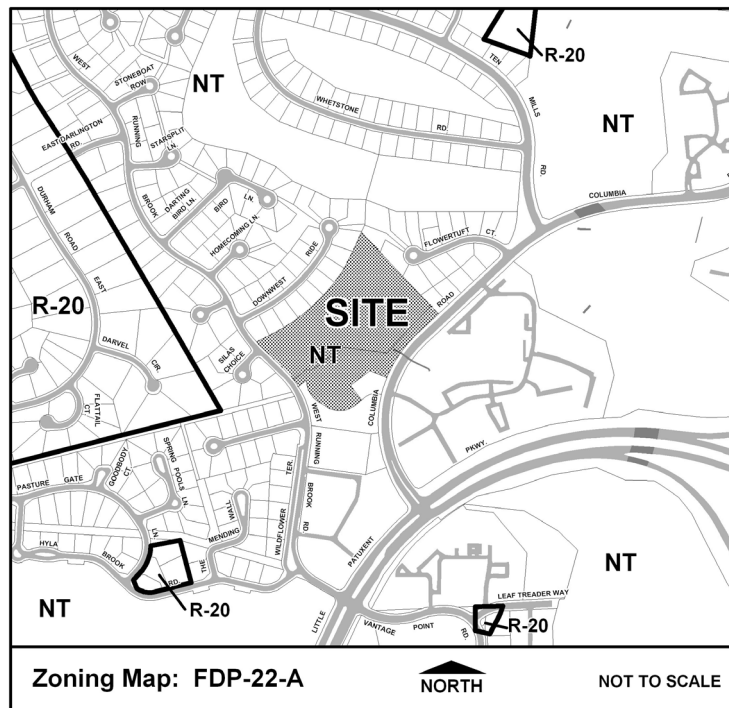 WEST
STONEBOAT
ROW
NT
TEN
R-20
MILLS
RD.
WHETSTONE
RD.
NT
EAST DARLINGTON
RD.
RUNNING
BROOK
STARSPLIT
LN.
DARTING
BIRD LN.
BIRD
LN.
HOMECOMING LN.
COLUMBIA
DURHAM
ROAD
EAST
DOWNWEST
RIDE
FLOWERTUFT
CT.
R-20
SITE
NT
ROAD
DARVEL
CIR.
SILAS
CHOICE
FLATTAIL
CT.
WEST
RUNNING
BROOK
RD.
COLUMBIA
PKWY.
GOODBODY
CT
SPRING
POOLS
LN.
PASTURE
GATE
LN.
WALL
MENDING
THE
WILDFLOWER
TER.
PATUXENT
LITTLE
HYLA
BROOK
RD.
R-20
NT
NT
LEAF TREADER WAY
VANTAGE
POINT
RD.
R-20
Zoning Map: FDP-22-A
NORTH
NOT TO SCALE